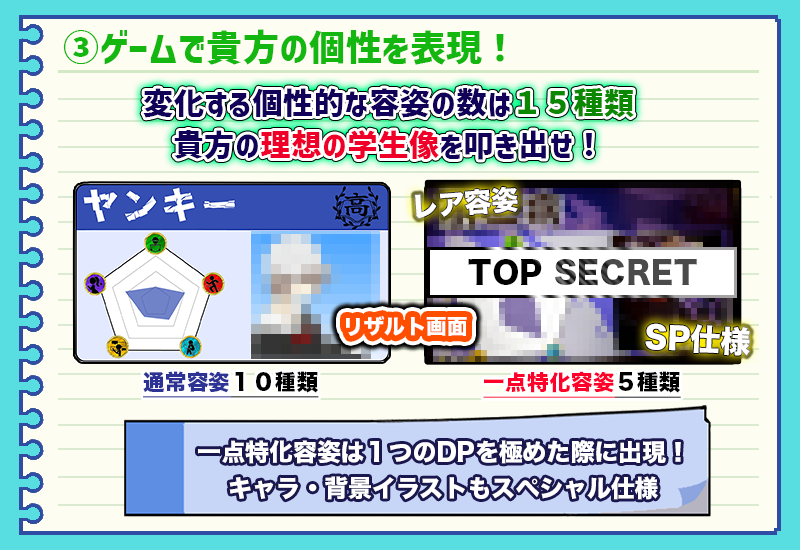 ③ゲームで貴方の個性を表現！
変化する個性的な容姿の数は１５種類
貴方の理想の学生像を叩き出せ！
ヤンキー
高
レア容姿
TOP SECRET
SP仕様
リザルト画面
通常容姿１０種類
一点特化容姿５種類
一点特化容姿は１つのDPを極めた際に出現！
キャラ・背景イラストもスペシャル仕様